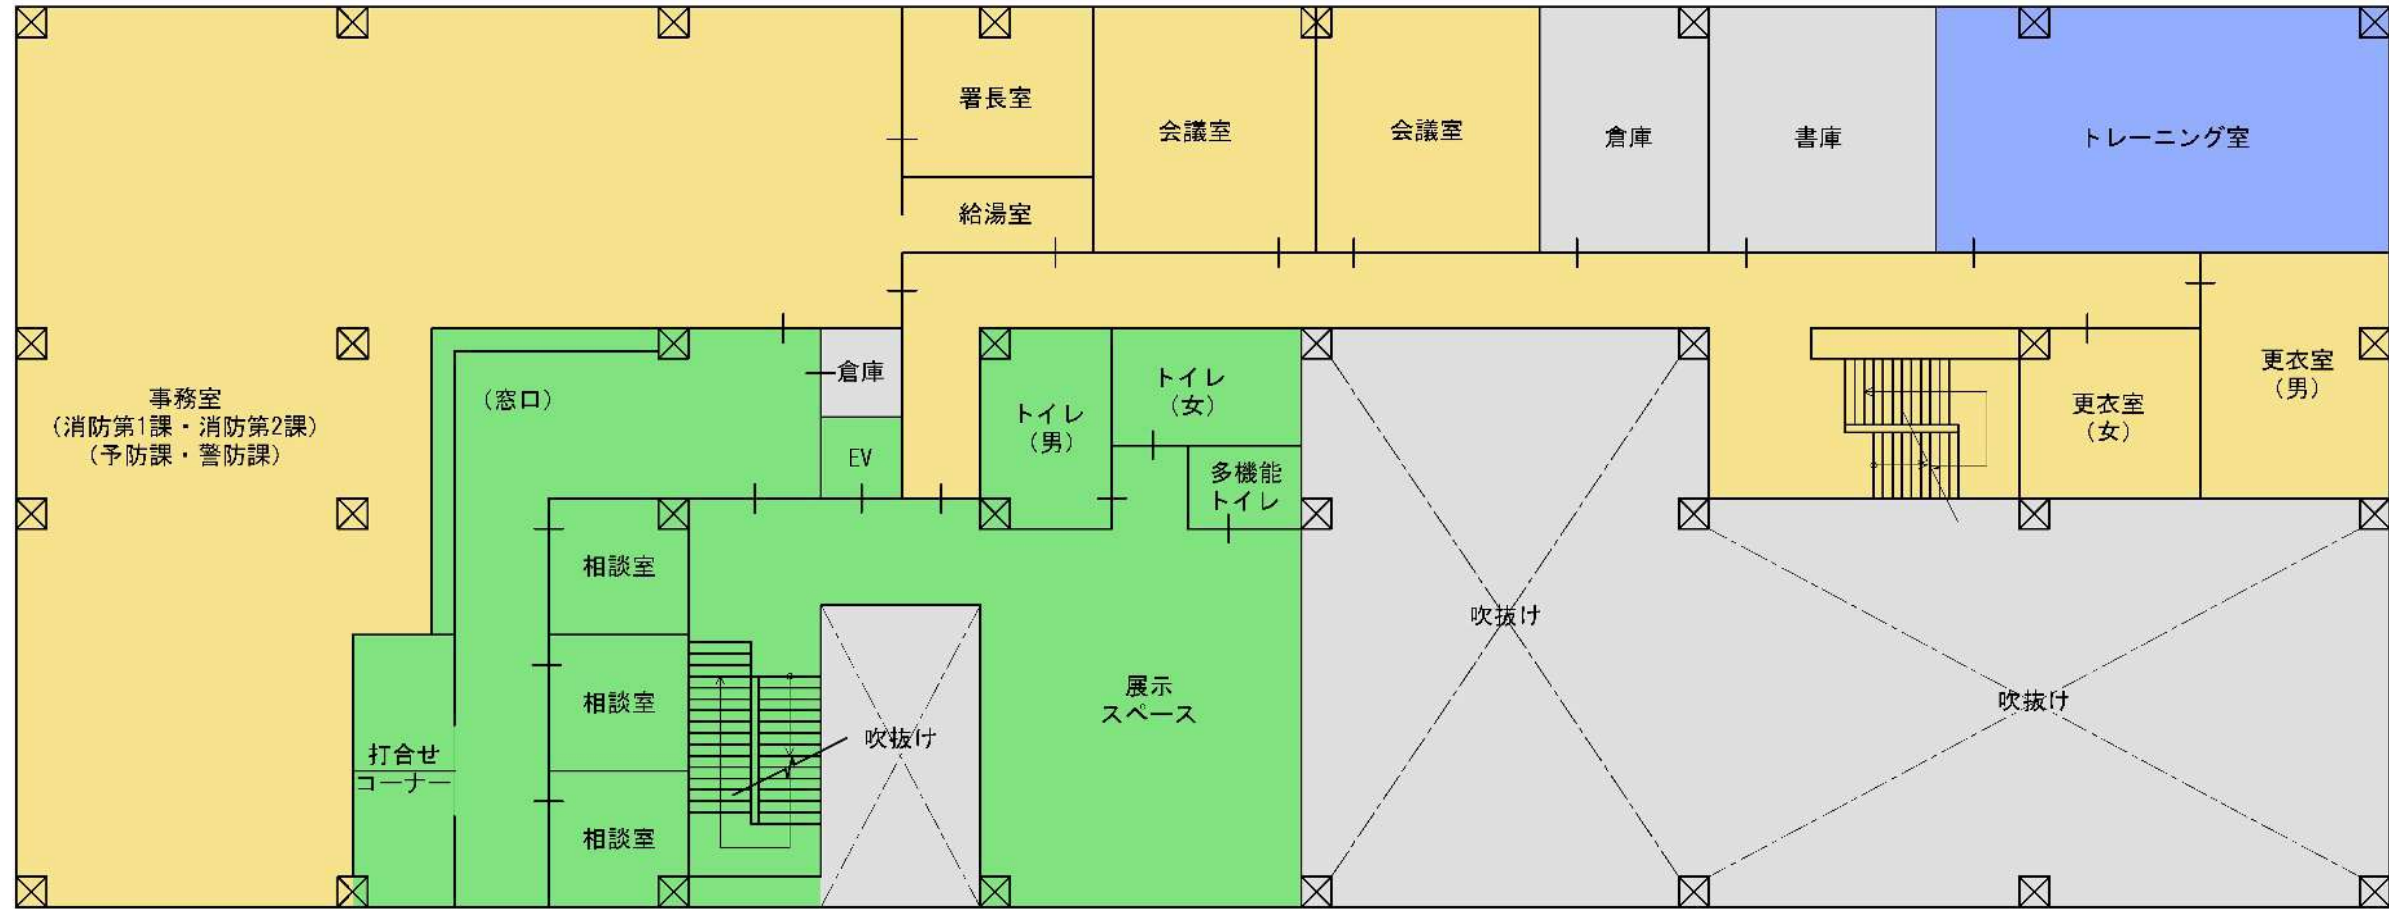 署長室
会議室
会議室
倉庫
書庫
トレーニング室
給湯室
事務室
(消防第1課・消防第2課)
(予防課・警防課)
(窓口)
倉庫
EV
トイレ
(男)
トイレ
(女)
多機能
トイレ
更衣室
(女)
更衣室
(男)
相談室
相談室
相談室
打合せ
コーナー
吹抜け
展示
スペース
吹抜け
吹抜け